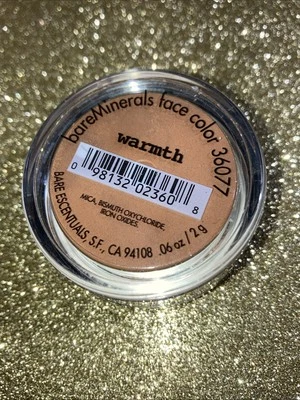 bareMinerals face color 36077
warmth
0 98132 02360 8
MICA, BISMUTH OXYCHLORIDE,
IRON OXIDES.
BARE ESCENTUALS, S.F., CA 94108 .06 oz / 2 g